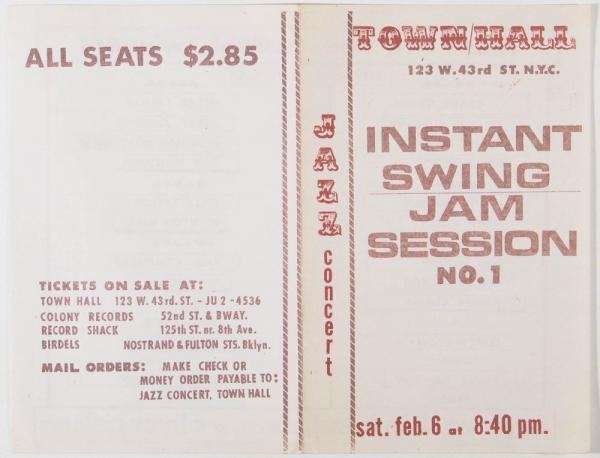 ALL SEATS $2.85
TICKETS ON SALE AT:
TOWN HALL 123 W. 43rd. ST. - JU 2-4536
COLONY RECORDS 52nd ST. & BWAY.
RECORD SHACK 125th ST. nr. 8th Ave.
BIRDELS NOSTRAND & FULTON STS. Bklyn.
MAIL ORDERS: MAKE CHECK OR
MONEY ORDER PAYABLE TO:
JAZZ CONCERT, TOWN HALL
JAZZ concert
TOWN/HALL
123 W. 43rd ST. N.Y.C.
INSTANT
SWING
JAM
SESSION
NO. 1
sat. feb. 6 at 8:40 pm.